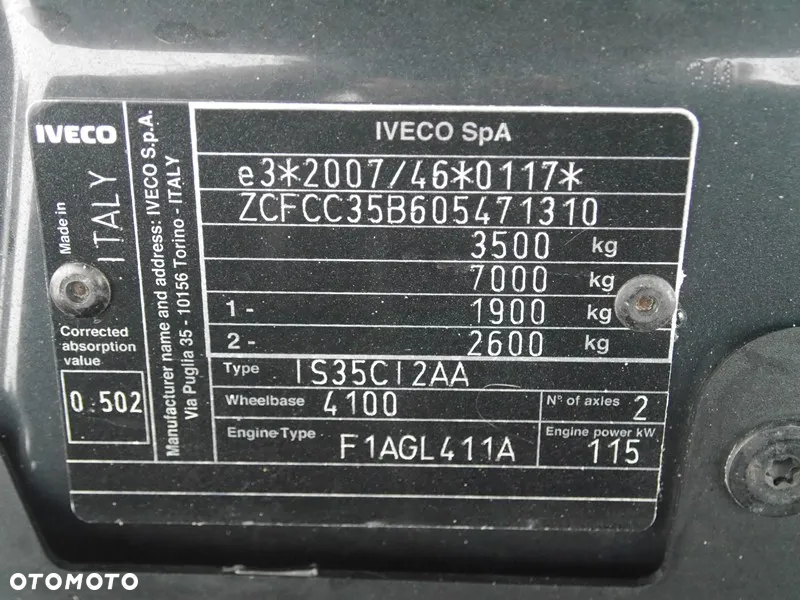 IVECO
Made in
ITALY
Corrected
absorption
value
0.502
Manufacturer name and address: IVECO S.p.A.
Via Puglia 35 - 10156 Torino - ITALY
IVECO SpA
e3*2007/46*0117*
ZCFCC35B605471310
3500 kg
7000 kg
1- 1900 kg
2- 2600 kg
Type IS35CI2AA
Wheelbase 4100 N° of axles 2
Engine-Type F1AGL411A Engine power kW 115
OTOMOTO